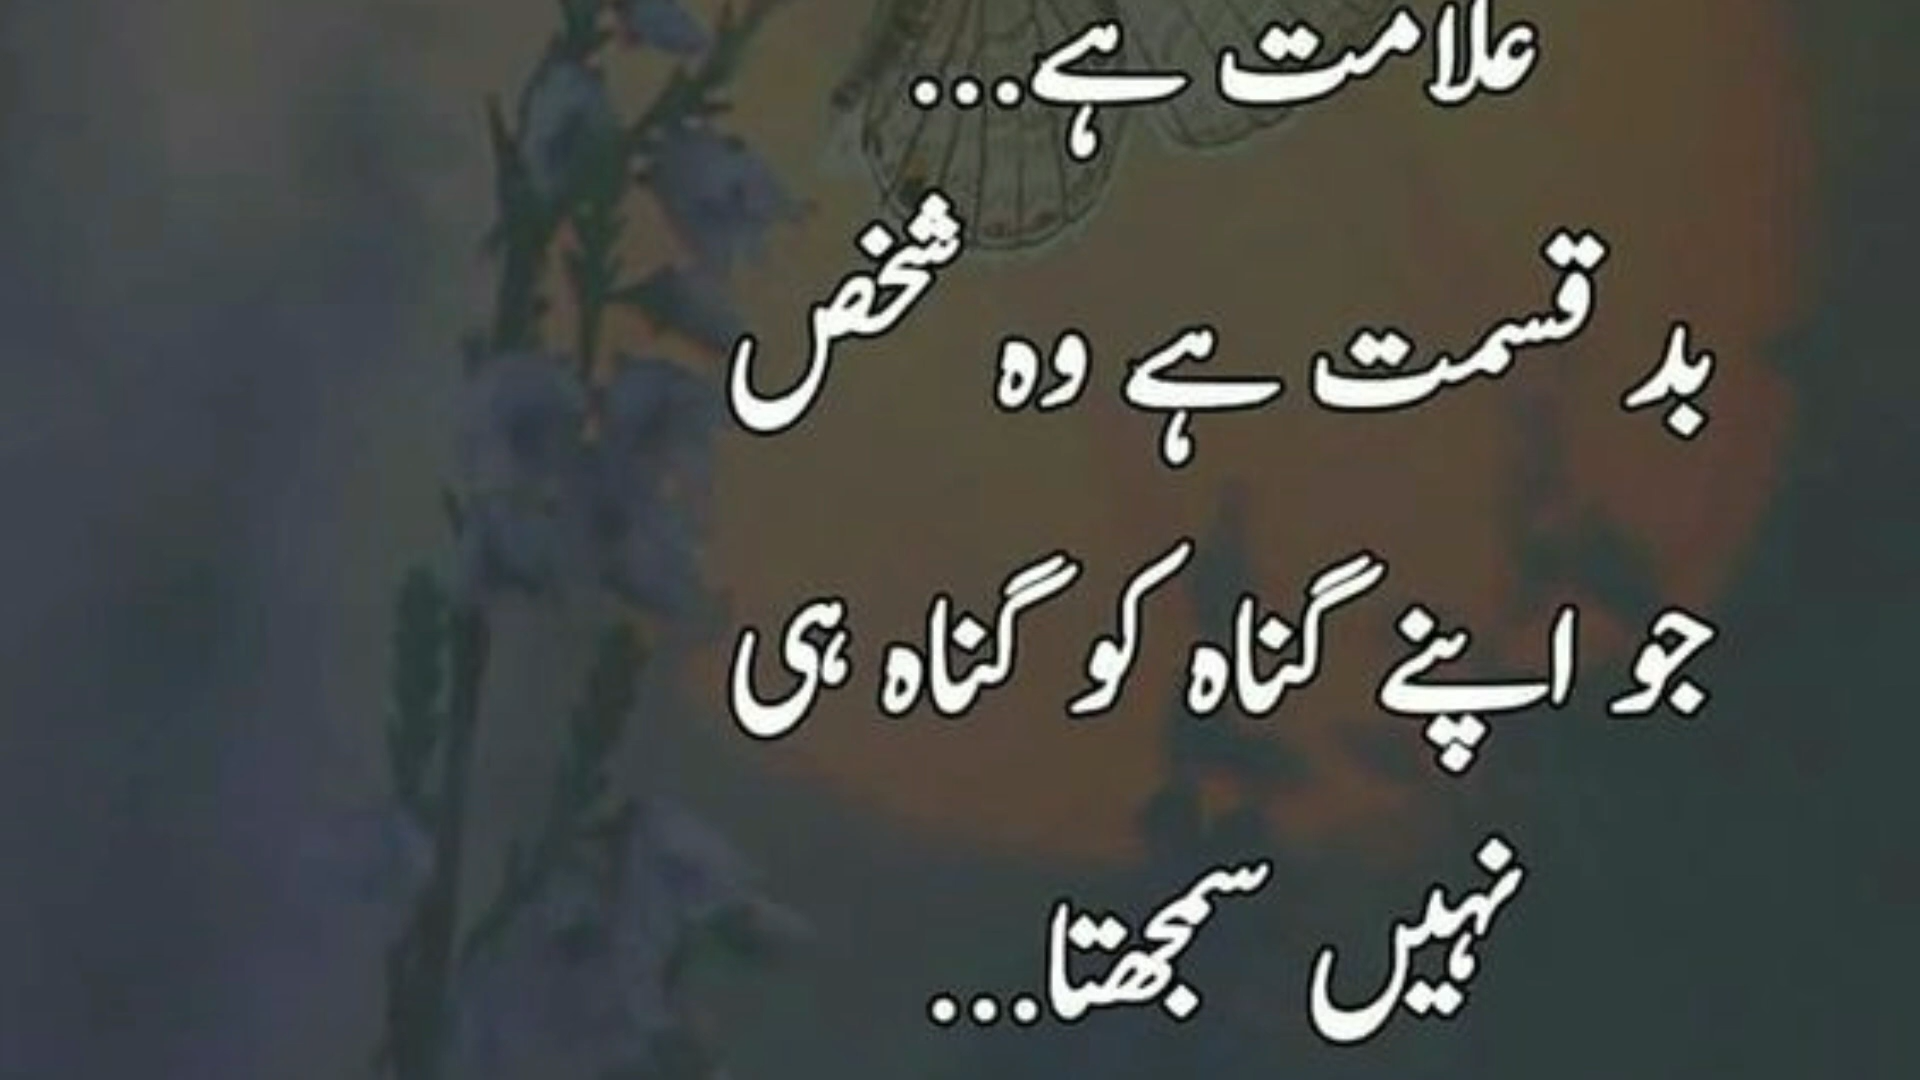 علامت ہے...
بد قسمت ہے وہ شخص
جو اپنے گناہ کو گناہ ہی
نہیں سمجھتا...